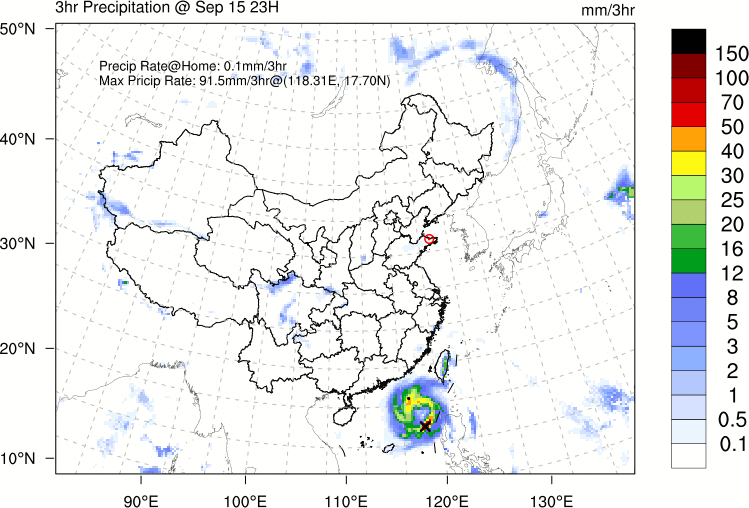 3hr Precipitation @ Sep 15 23H
mm/3hr
Precip Rate@Home: 0.1mm/3hr
Max Pricip Rate: 91.5mm/3hr@(118.31E, 17.70N)
50°N
40°N
30°N
20°N
10°N
90°E
100°E
110°E
120°E
130°E
150
100
70
50
40
30
25
20
16
12
8
5
3
2
1
0.5
0.1